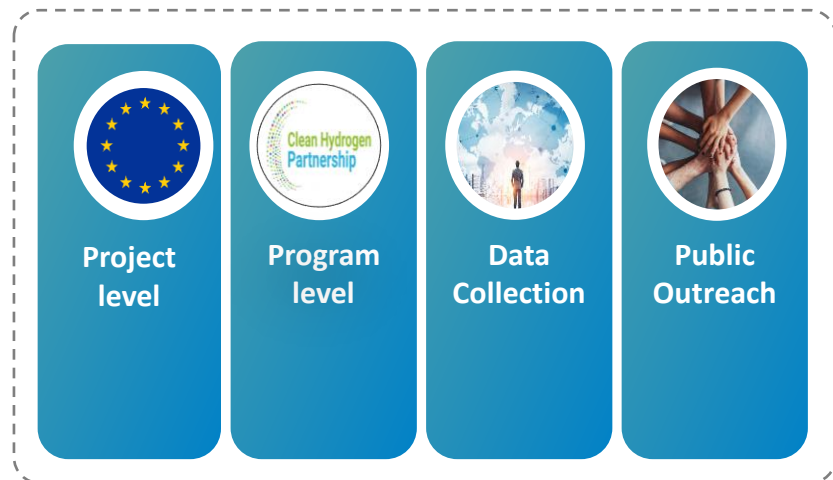 Clean Hydrogen
Partnership
Project
level
Program
level
Data
Collection
Public
Outreach